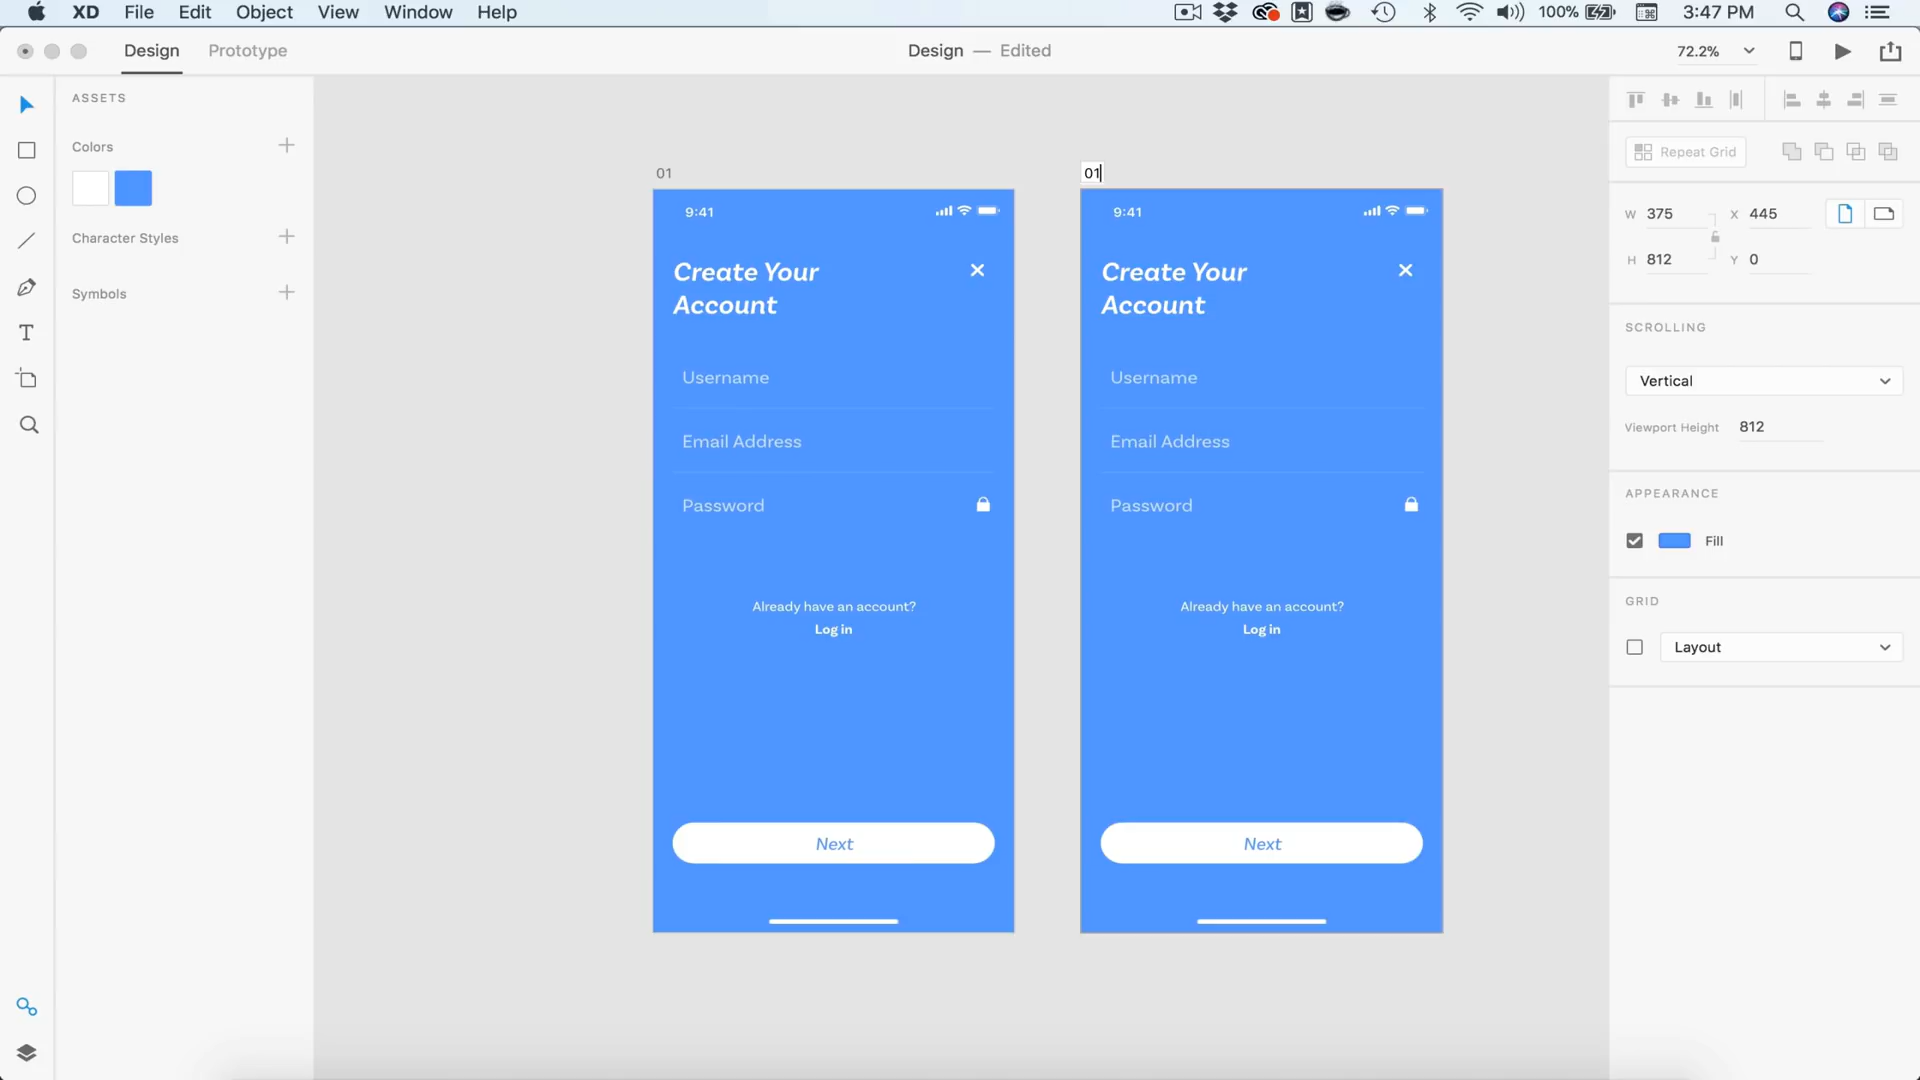 XD File Edit Object View Window Help
100% 3:47 PM
Design Prototype
Design — Edited
72.2%
ASSETS
Colors
Character Styles
Symbols
01
9:41
Create Your
Account
Username
Email Address
Password
Already have an account?
Log in
Next
01
9:41
Create Your
Account
Username
Email Address
Password
Already have an account?
Log in
Next
Repeat Grid
W 375 X 445
H 812 Y 0
SCROLLING
Vertical
Viewport Height 812
APPEARANCE
Fill
GRID
Layout